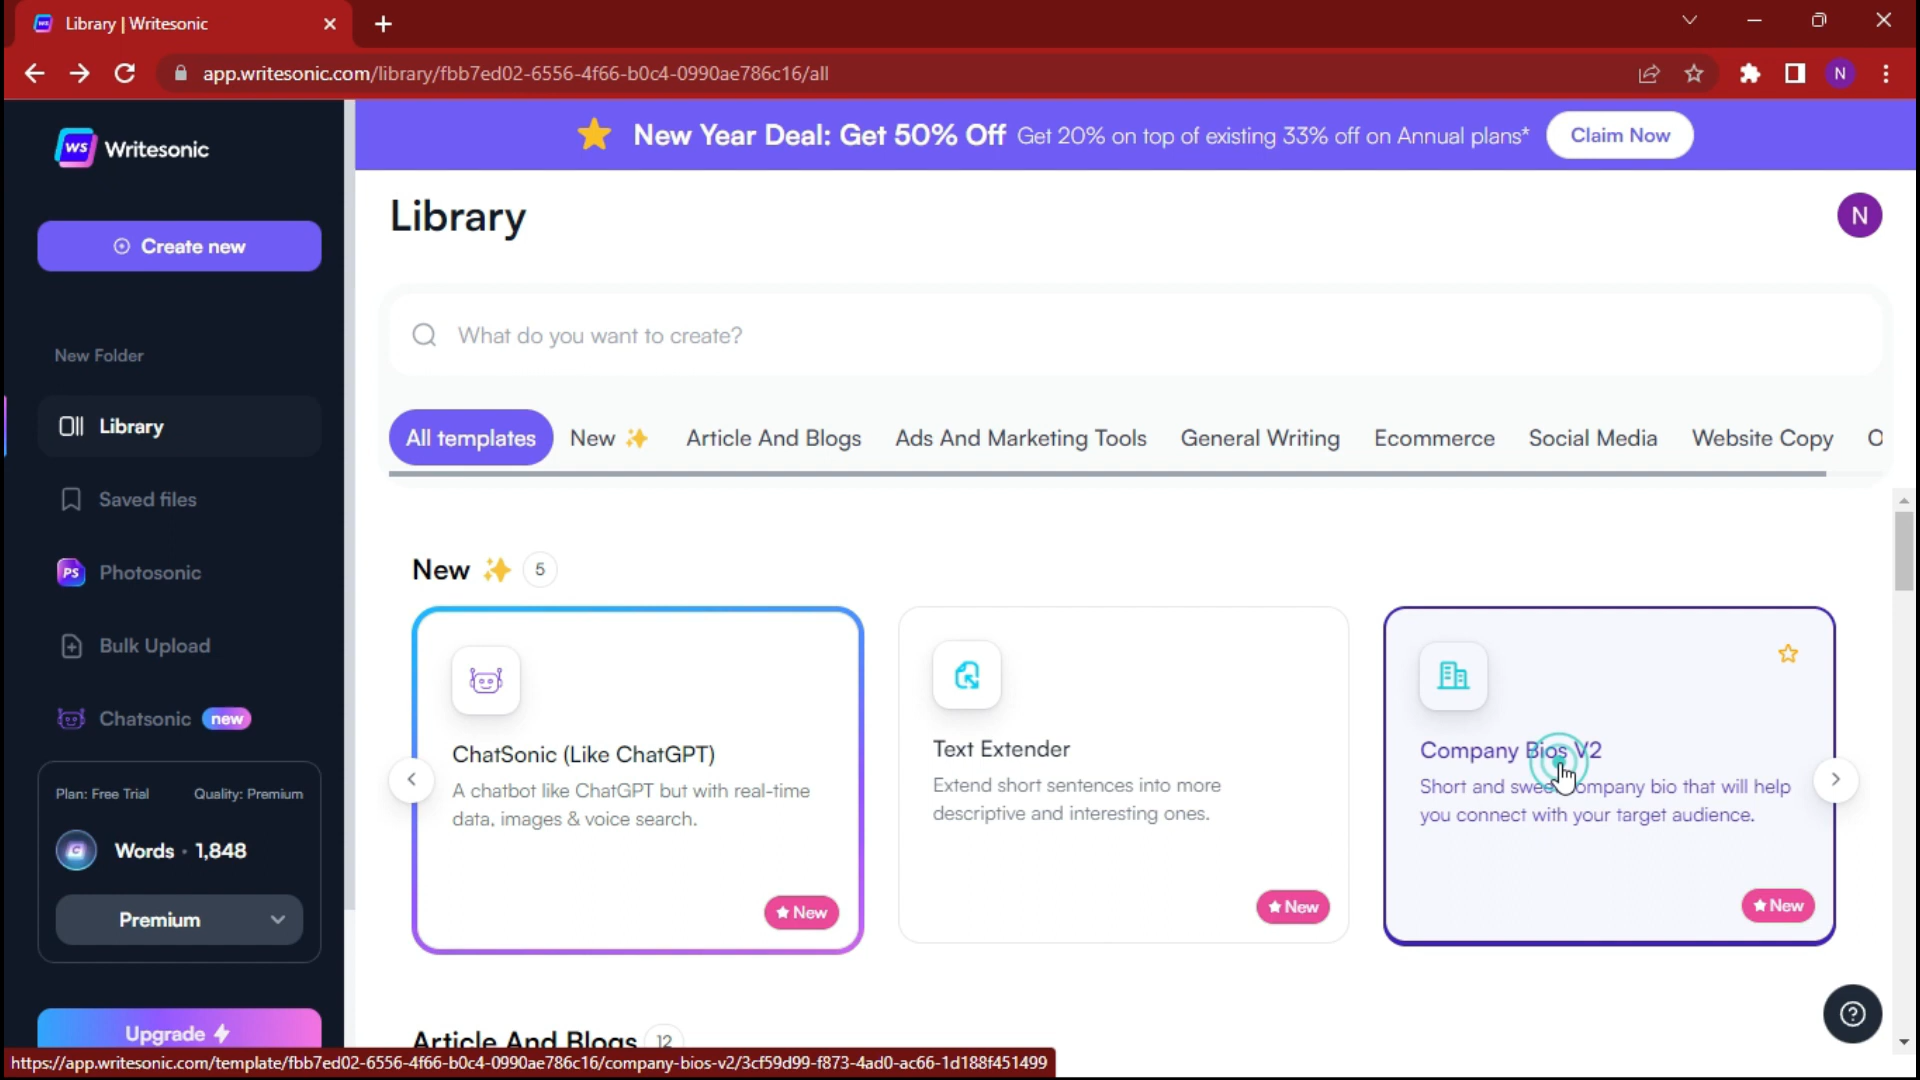 Library | Writesonic
app.writesonic.com/library/fbb7ed02-6556-4f66-b0c4-0990ae786c16/all
N
WS Writesonic
New Year Deal: Get 50% Off Get 20% on top of existing 33% off on Annual plans* Claim Now
Library
N
Create new
What do you want to create?
New Folder
Library
All templates New Article And Blogs Ads And Marketing Tools General Writing Ecommerce Social Media Website Copy
Saved files
PS Photosonic
Bulk Upload
Chatsonic new
New 5
ChatSonic (Like ChatGPT)
A chatbot like ChatGPT but with real-time
data, images & voice search.
New
Text Extender
Extend short sentences into more
descriptive and interesting ones.
New
Company Bios V2
Short and sweet company bio that will help
you connect with your target audience.
New
Plan: Free Trial Quality: Premium
Words · 1,848
Premium
Upgrade
Article And Blogs 12
https://app.writesonic.com/template/fbb7ed02-6556-4f66-b0c4-0990ae786c16/company-bios-v2/3cf59d99-f873-4ad0-ac66-1d188f451499